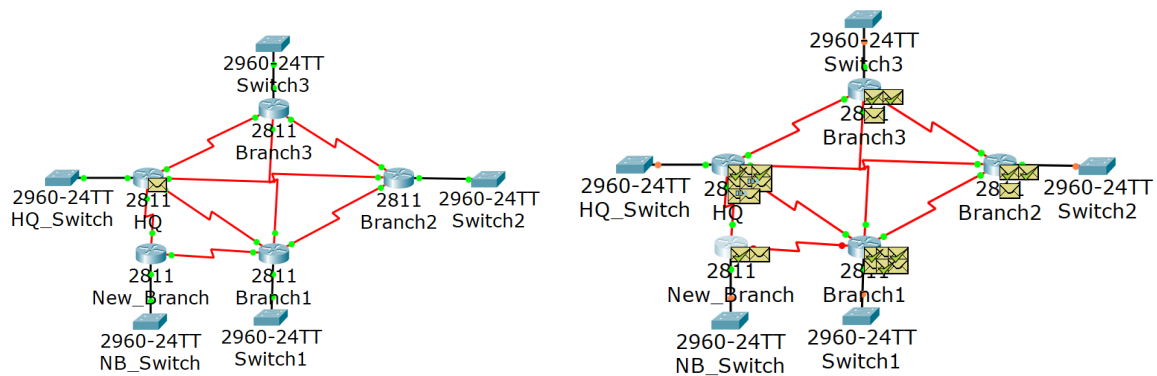 2960-24TT
Switch3
2811
Branch3
2960-24TT
HQ_Switch
2811
HQ
2811
Branch2
2960-24TT
Switch2
2811
New_Branch
2811
Branch1
2960-24TT
NB_Switch
2960-24TT
Switch1
2960-24TT
Switch3
Branch3
2960-24TT
HQ_Switch
HQ
Branch2
2960-24TT
Switch2
2811
New_Branch
Branch1
2960-24TT
NB_Switch
2960-24TT
Switch1